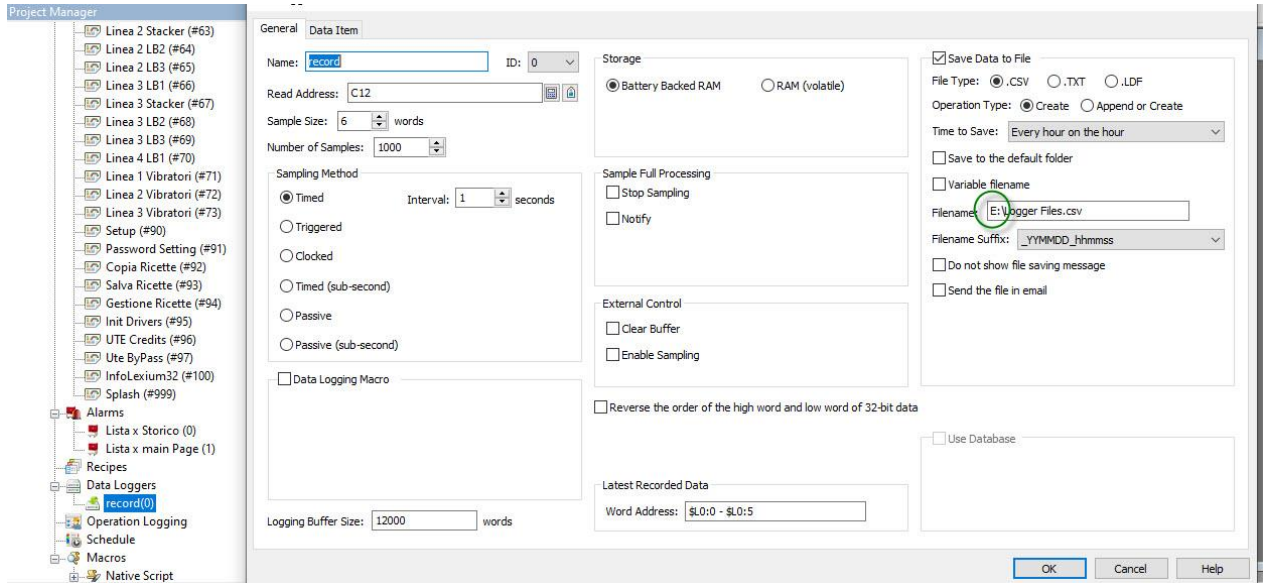 Project Manager
Linea 2 Stacker (#63)
Linea 2 LB2 (#64)
Linea 2 LB3 (#65)
Linea 3 LB1 (#66)
Linea 3 Stacker (#67)
Linea 3 LB2 (#68)
Linea 3 LB3 (#69)
Linea 4 LB1 (#70)
Linea 1 Vibratori (#71)
Linea 2 Vibratori (#72)
Linea 3 Vibratori (#73)
Setup (#90)
Password Setting (#91)
Copia Ricette (#92)
Salva Ricette (#93)
Gestione Ricette (#94)
Init Drivers (#95)
UTE Credits (#96)
Ute ByPass (#97)
InfoLexium32 (#100)
Splash (#999)
Alarms
Lista x Storico (0)
Lista x main Page (1)
Recipes
Data Loggers
record(0)
Operation Logging
Schedule
Macros
Native Script
General Data Item
Name: record ID: 0
Read Address: C12
Sample Size: 6 words
Number of Samples: 1000
Sampling Method
Timed Interval: 1 seconds
Triggered
Clocked
Timed (sub-second)
Passive
Passive (sub-second)
Data Logging Macro
Logging Buffer Size: 12000 words
Storage
Battery Backed RAM RAM (volatile)
Sample Full Processing
Stop Sampling
Notify
External Control
Clear Buffer
Enable Sampling
Reverse the order of the high word and low word of 32-bit data
Latest Recorded Data
Word Address: $L0:0 - $L0:5
Save Data to File
File Type: .CSV .TXT .LDF
Operation Type: Create Append or Create
Time to Save: Every hour on the hour
Save to the default folder
Variable filename
Filename: E:\Logger Files.csv
Filename Suffix: _YYMMDD_hhmmss
Do not show file saving message
Send the file in email
Use Database
OK Cancel Help